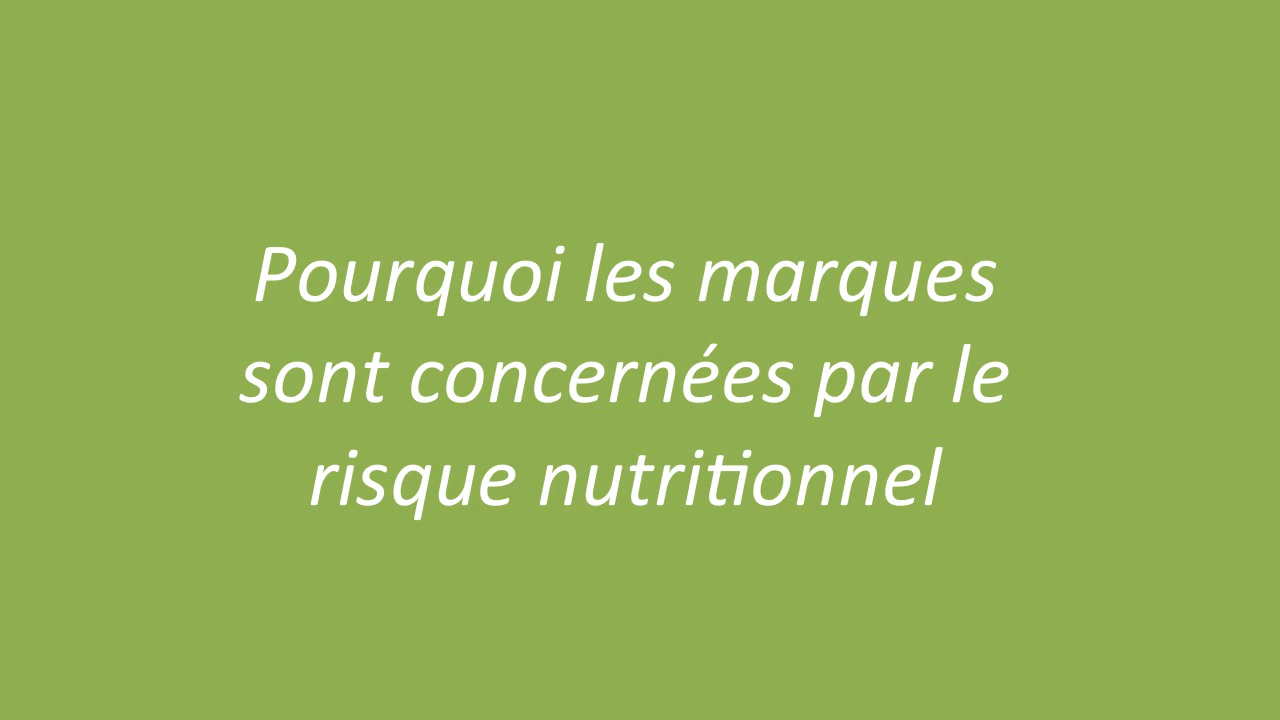 Pourquoi les marques
sont concernées par le
risque nutritionnel